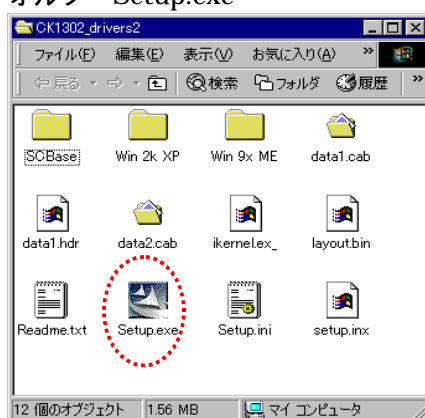 オルダ Setup.exe
CK1302_drivers2
ファイル(F) 編集(E) 表示(V) お気に入り(A) »
戻る 検索 フォルダ 履歴 »
SCBase Win 2k XP Win 9x ME data1.cab
data1.hdr data2.cab ikernel.ex_ layout.bin
Readme.txt Setup.exe Setup.ini setup.inx
12 個のオブジェクト 1.56 MB マイ コンピュータ